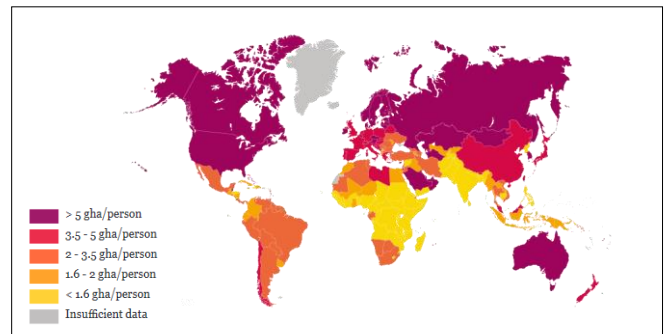 > 5 gha/person
3.5 - 5 gha/person
2 - 3.5 gha/person
1.6 - 2 gha/person
< 1.6 gha/person
Insufficient data